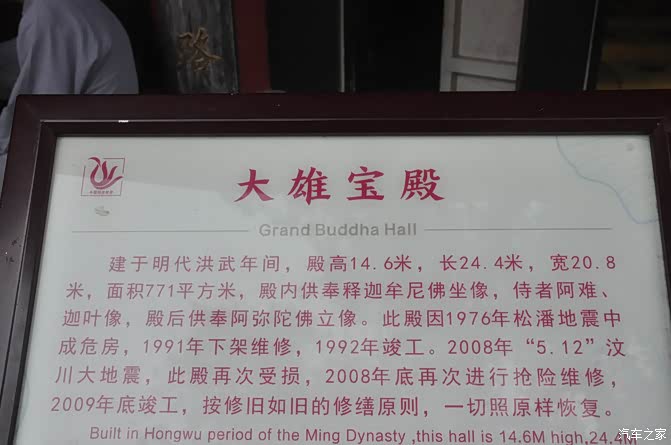 路
大雄宝殿
Grand Buddha Hall
建于明代洪武年间，殿高14.6米，长24.4米，宽20.8
米，面积771平方米，殿内供奉释迦牟尼佛坐像，侍者阿难、
迦叶像，殿后供奉阿弥陀佛立像。此殿因1976年松潘地震中
成危房，1991年下架维修，1992年竣工。2008年“5.12”汶
川大地震，此殿再次受损，2008年底再次进行抢险维修，
2009年底竣工，按修旧如旧的修缮原则，一切照原样恢复。
Built in Hongwu period of the Ming Dynasty ,this hall is 14.6M high,24.4M
汽车之家